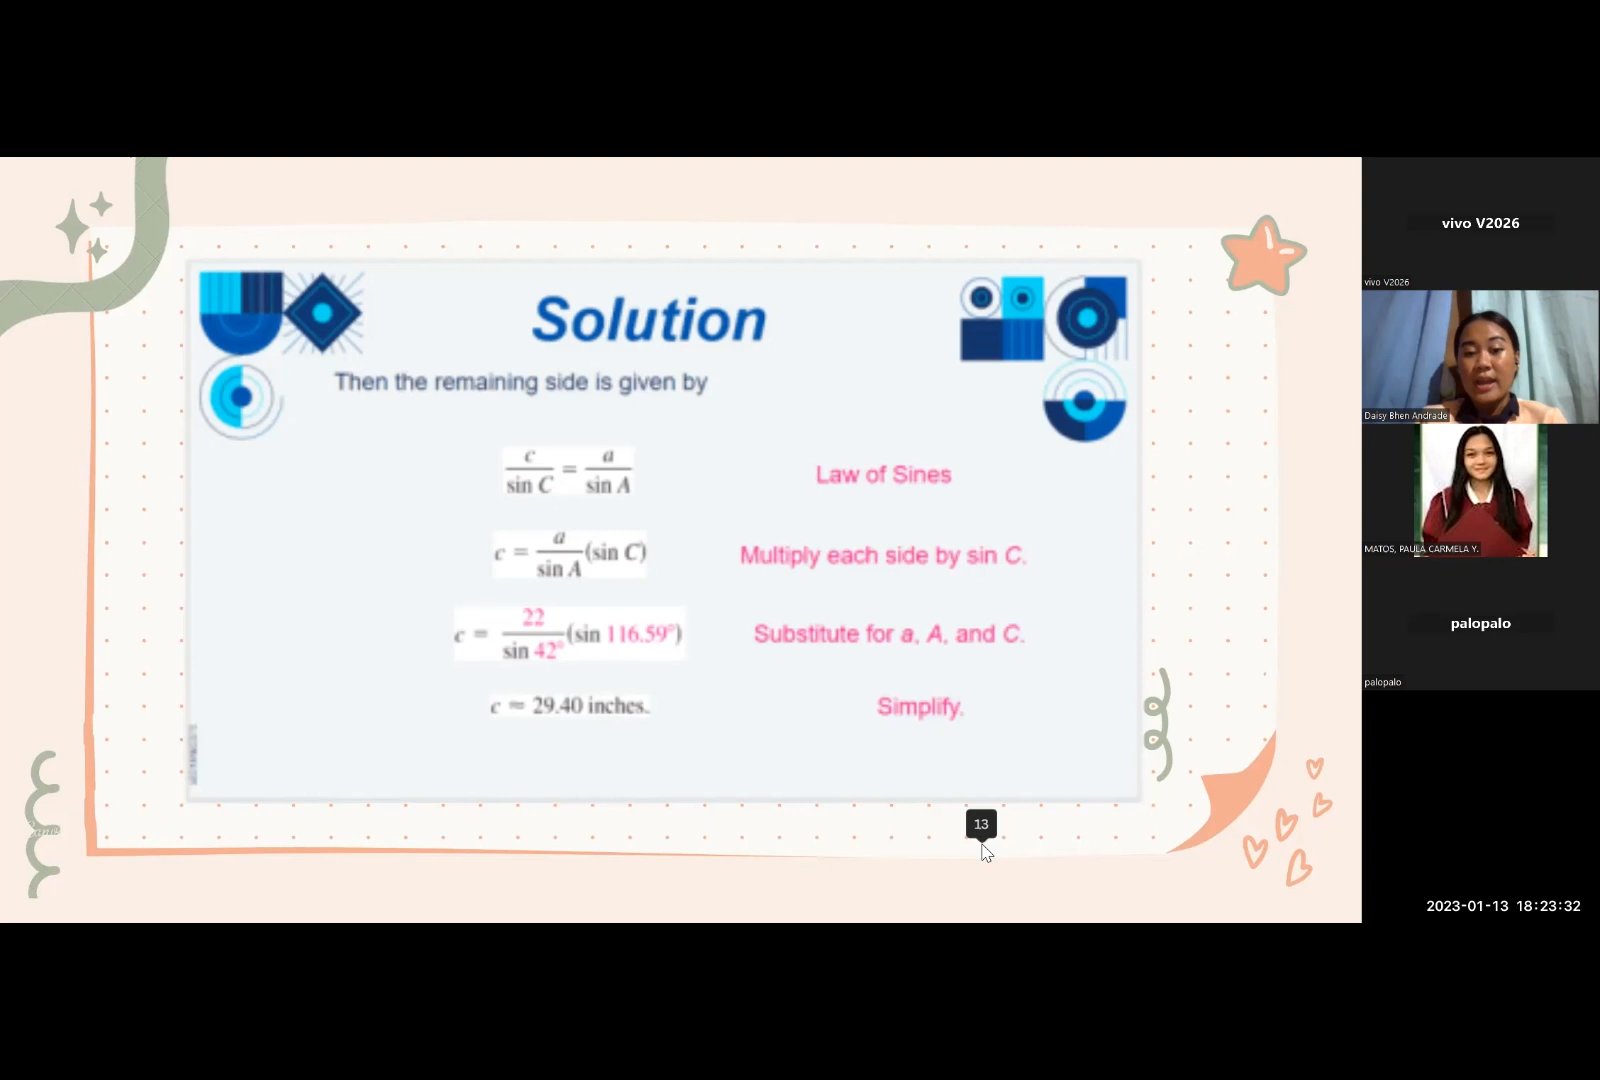 Solution
Then the remaining side is given by
c / sin C = a / sin A
Law of Sines
c = a / sin A (sin C)
Multiply each side by sin C.
c = 22 / sin 42° (sin 116.59°)
Substitute for a, A, and C.
c ≈ 29.40 inches.
Simplify.
13
vivo V2026
vivo V2026
Daisy Bhen Andrade
MATOS, PAULA CARMELA Y.
palopalo
palopalo
2023-01-13 18:23:32